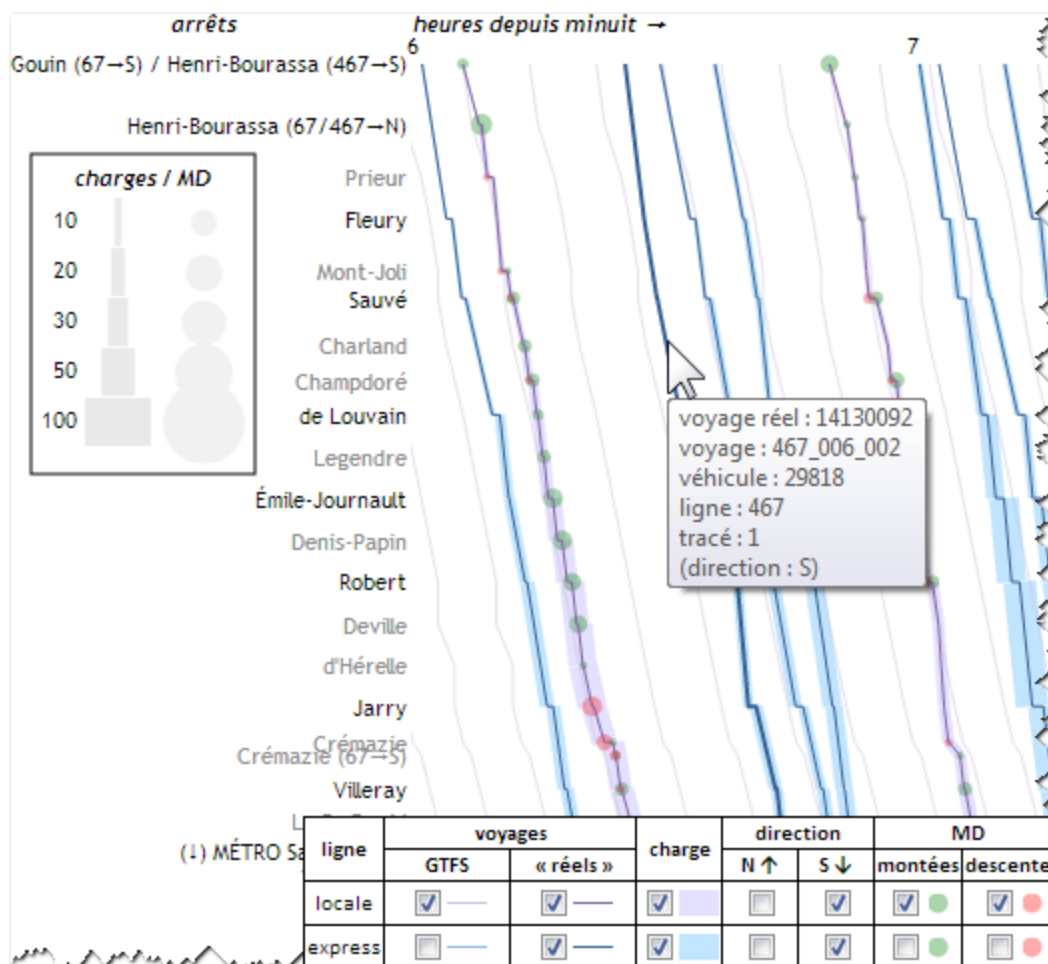 arrêts
heures depuis minuit →
6
7
Gouin (67→S) / Henri-Bourassa (467→S)
Henri-Bourassa (67/467→N)
Prieur
Fleury
Mont-Joli
Sauvé
Charland
Champdoré
de Louvain
Legendre
Émile-Journault
Denis-Papin
Robert
Deville
d'Hérelle
Jarry
Crémazie
Crémazie (67→S)
Villeray
(↓) MÉTRO
charges / MD
10
20
30
50
100
voyage réel : 14130092
voyage : 467_006_002
véhicule : 29818
ligne : 467
tracé : 1
(direction : S)
ligne
voyages
charge
direction
MD
GTFS
« réels »
N ↑
S ↓
montées
descente
locale
express